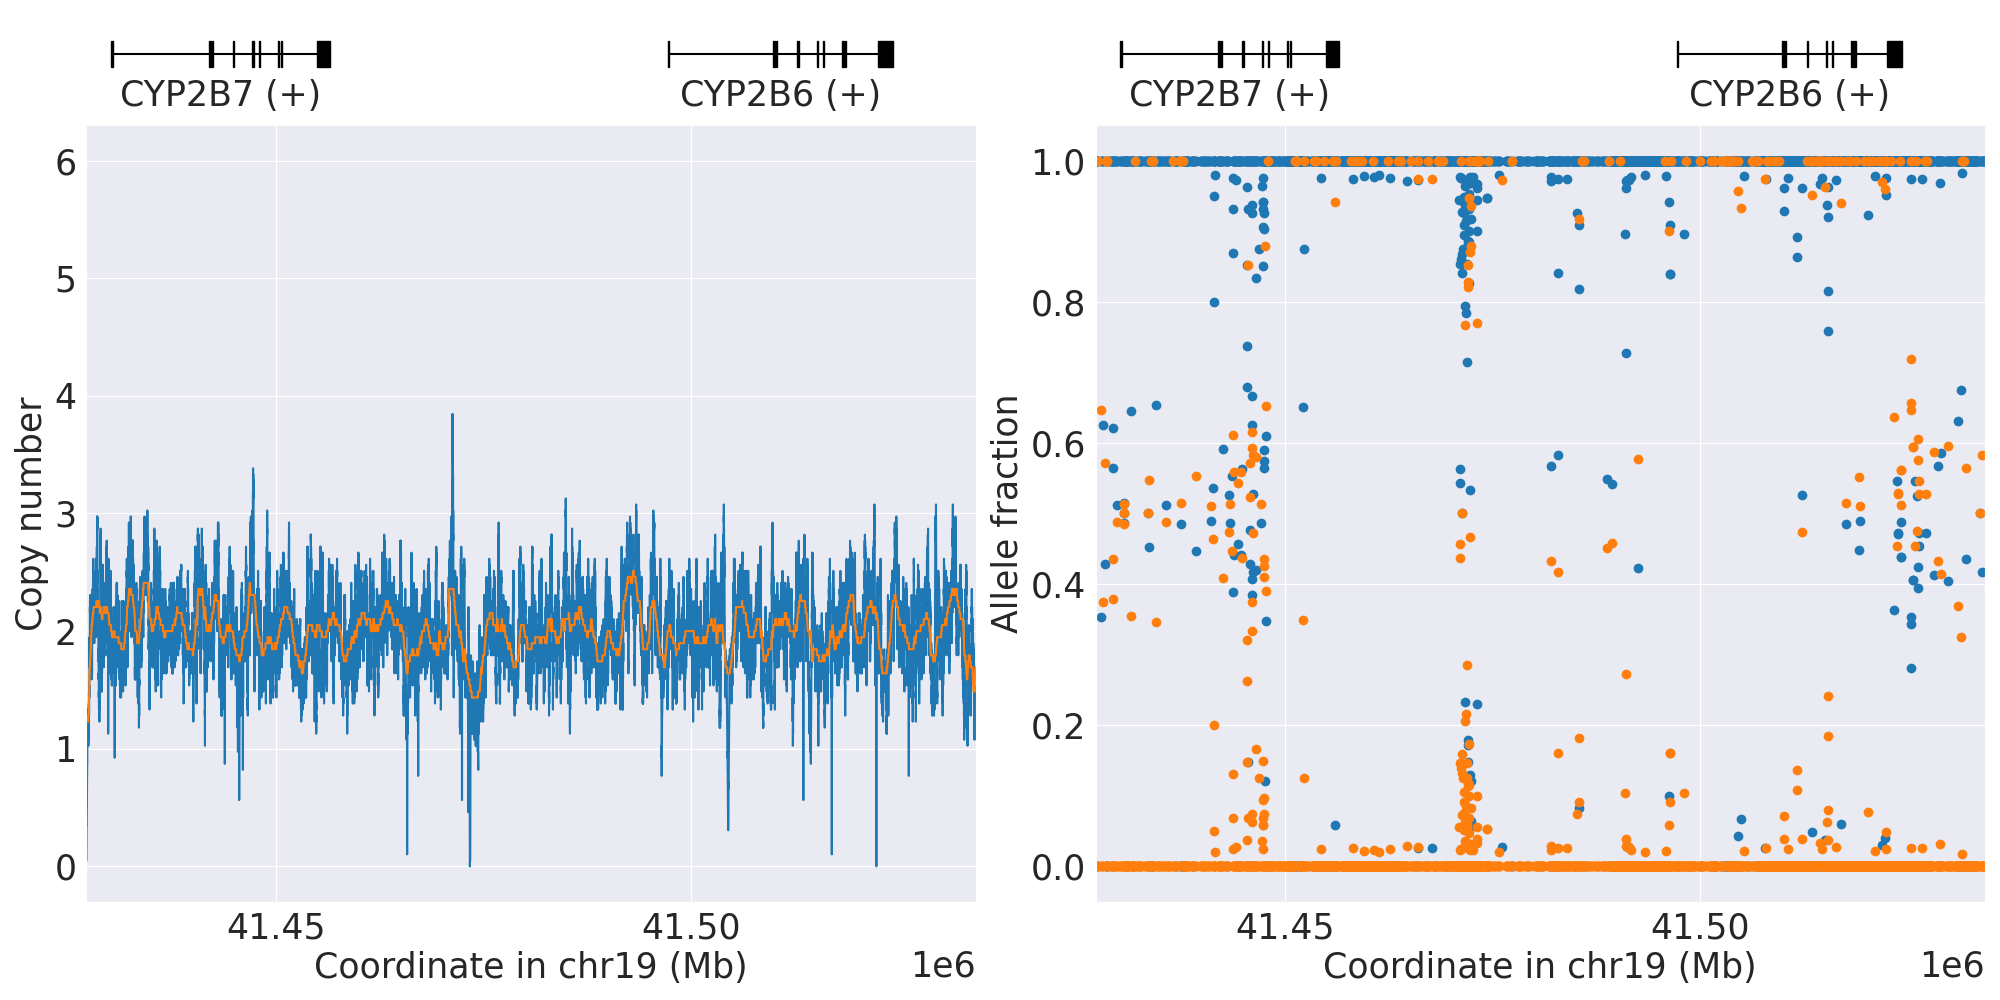 CYP2B7 (+)
CYP2B6 (+)
6
5
4
3
2
1
0
Copy number
41.45
41.50
Coordinate in chr19 (Mb)
1e6
CYP2B7 (+)
CYP2B6 (+)
1.0
0.8
0.6
0.4
0.2
0.0
Allele fraction
41.45
41.50
Coordinate in chr19 (Mb)
1e6